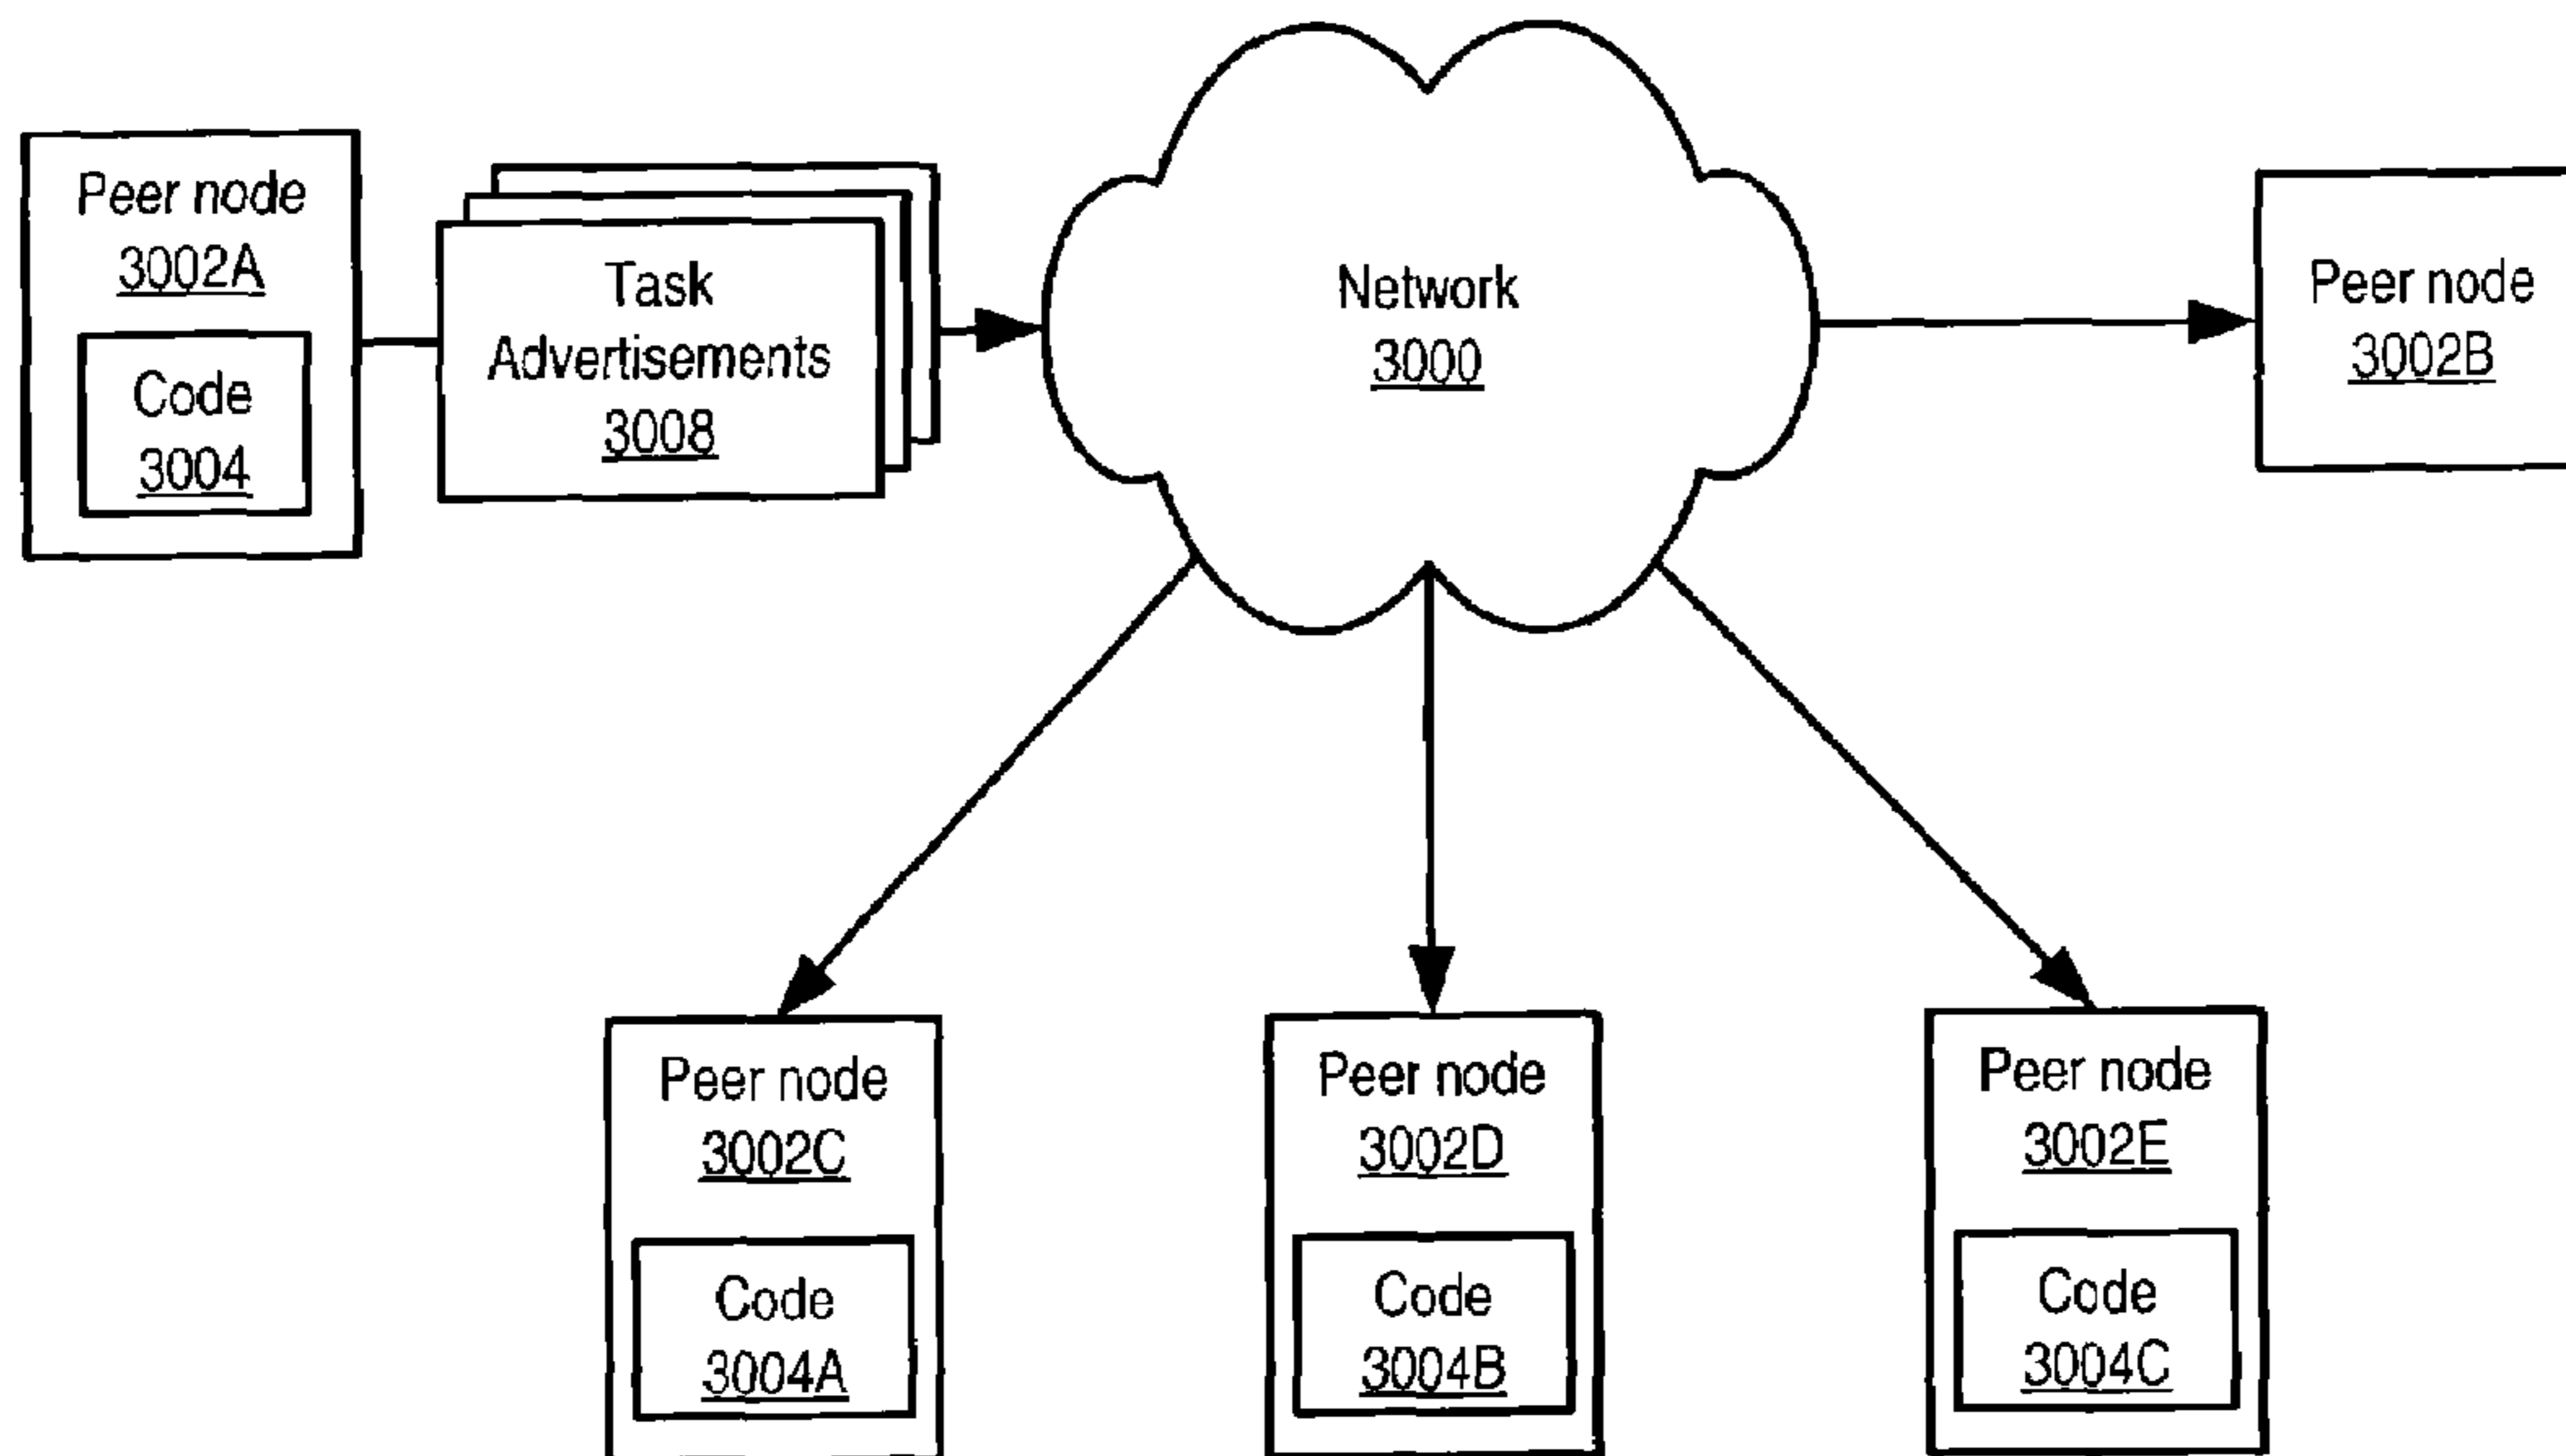 Peer node
3002A
Code
3004
Task
Advertisements
3008
Network
3000
Peer node
3002B
Peer node
3002C
Code
3004A
Peer node
3002D
Code
3004B
Peer node
3002E
Code
3004C